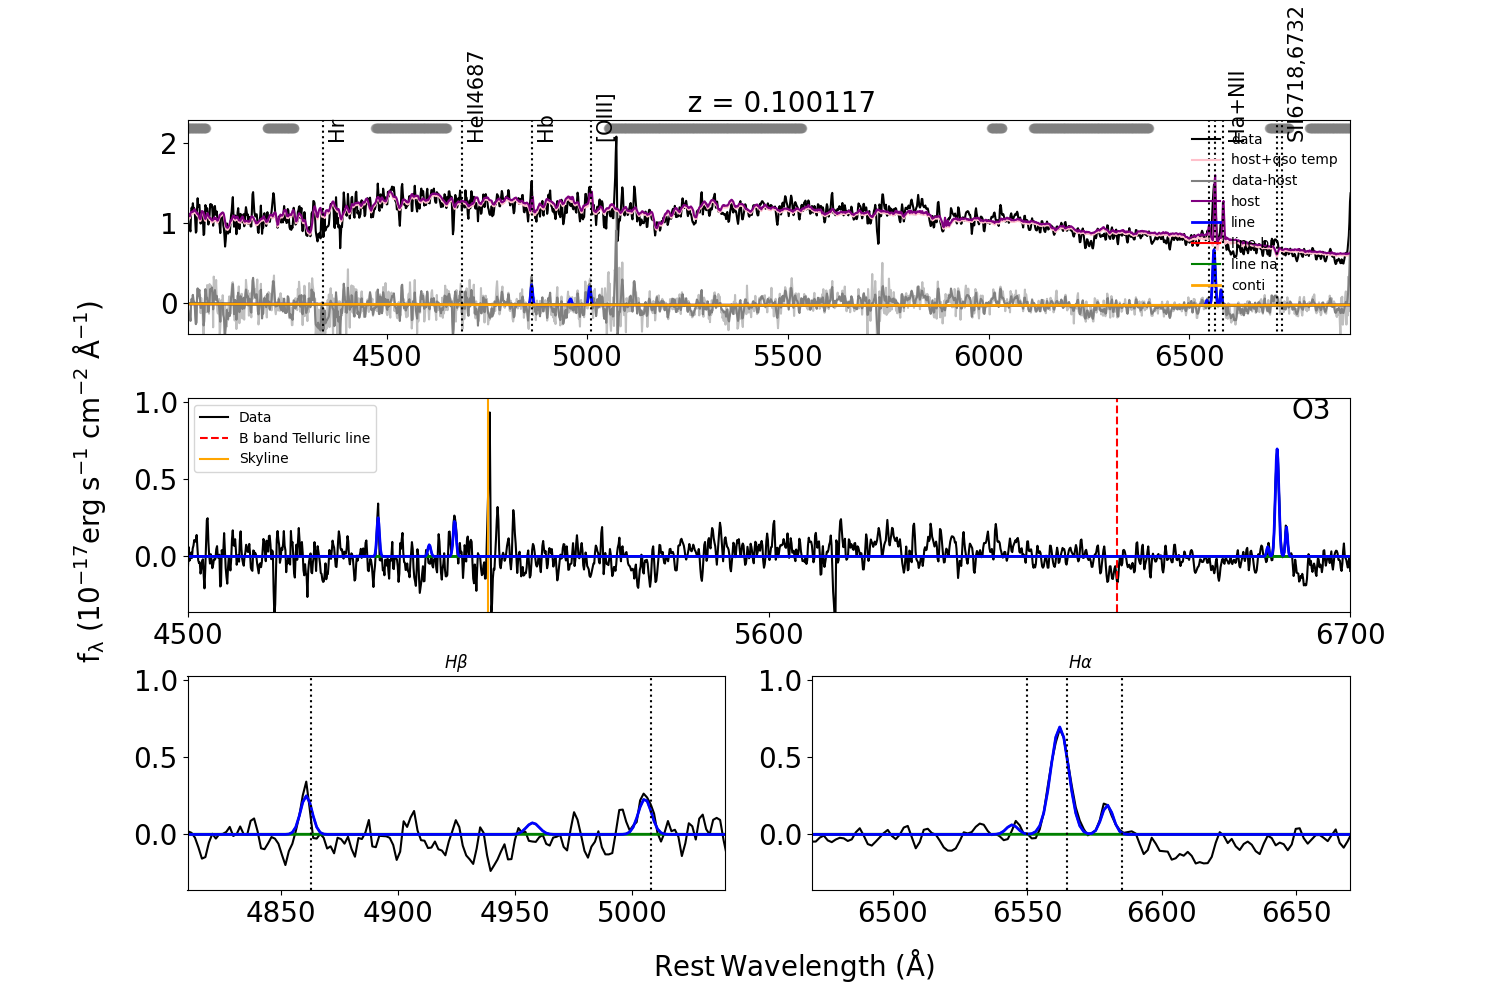 z = 0.100117
Hr
HeII4687
Hb
[OIII]
Ha+NII
SII6718,6732
data
host+qso temp
data-host
host
line
line br
line na
conti
2
1
0
4500 5000 5500 6000 6500
fλ (10−17erg s−1 cm−2 Å−1)
O3
Data
B band Telluric line
Skyline
1.0
0.5
0.0
4500 5600 6700
Hβ
1.0
0.5
0.0
4850 4900 4950 5000
Hα
1.0
0.5
0.0
6500 6550 6600 6650
Rest Wavelength (Å)